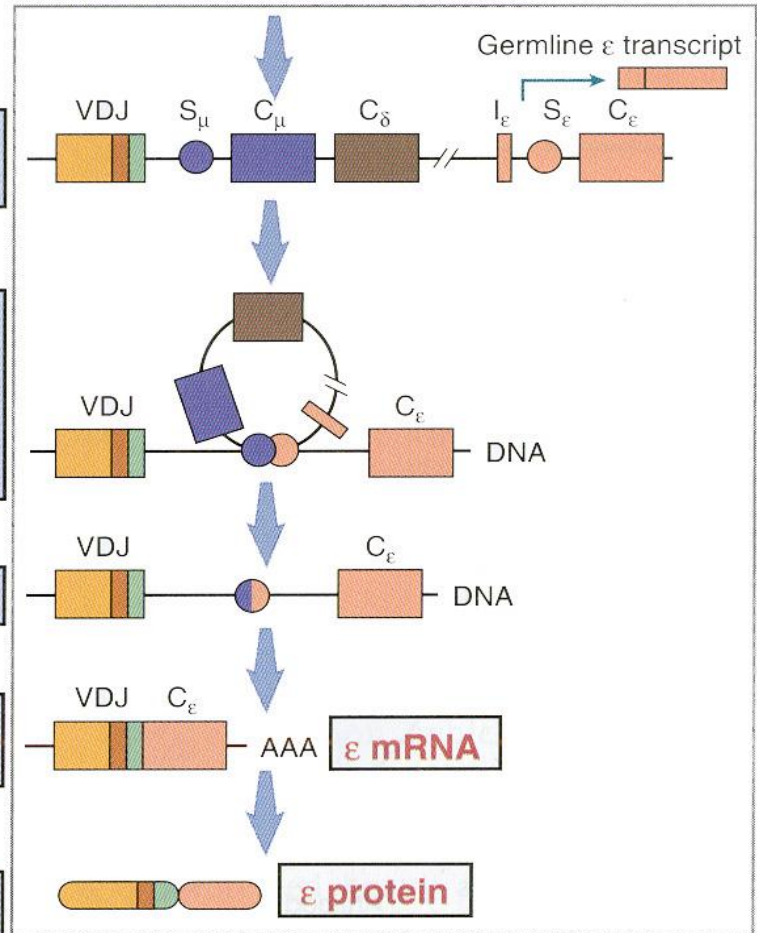 Germline ε transcript
VDJ Sμ Cμ Cδ Iε Sε Cε
VDJ Cε
DNA
VDJ Cε
DNA
VDJ Cε
AAA ε mRNA
ε protein